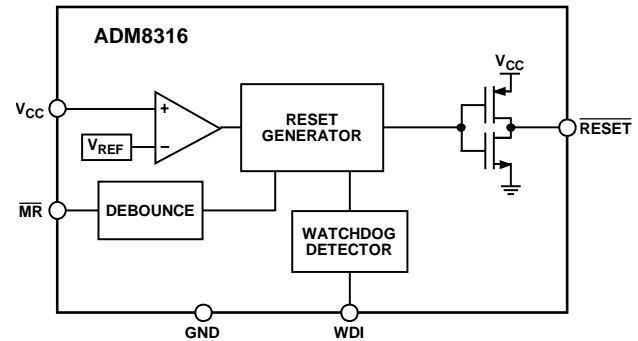 ADM8316
VCC
VCC
+
RESET
GENERATOR
RESET
VREF
−
MR
DEBOUNCE
WATCHDOG
DETECTOR
GND
WDI